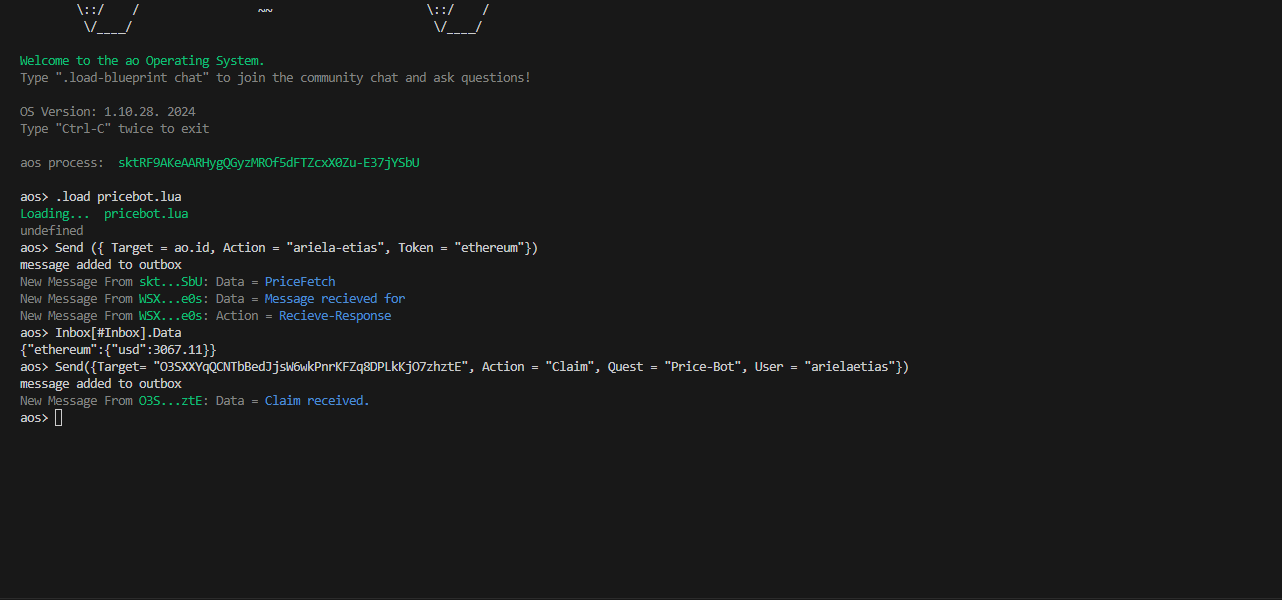 \::/    /                 ~~                      \::/    /
\/____/                                           \/____/
Welcome to the ao Operating System.
Type ".load-blueprint chat" to join the community chat and ask questions!
OS Version: 1.10.28. 2024
Type "Ctrl-C" twice to exit
aos process:  sktRF9AKeAARHygQGyzMROf5dFTZcxX0Zu-E37jYSbU
aos> .load pricebot.lua
Loading...  pricebot.lua
undefined
aos> Send ({ Target = ao.id, Action = "ariela-etias", Token = "ethereum"})
message added to outbox
New Message From skt...SbU: Data = PriceFetch
New Message From WSX...e0s: Data = Message recieved for
New Message From WSX...e0s: Action = Recieve-Response
aos> Inbox[#Inbox].Data
{"ethereum":{"usd":3067.11}}
aos> Send({Target= "O3SXXYqQCNTbBedJjsW6wkPnrKFZq8DPLkKjO7zhztE", Action = "Claim", Quest = "Price-Bot", User = "arielaetias"})
message added to outbox
New Message From O3S...ztE: Data = Claim received.
aos>